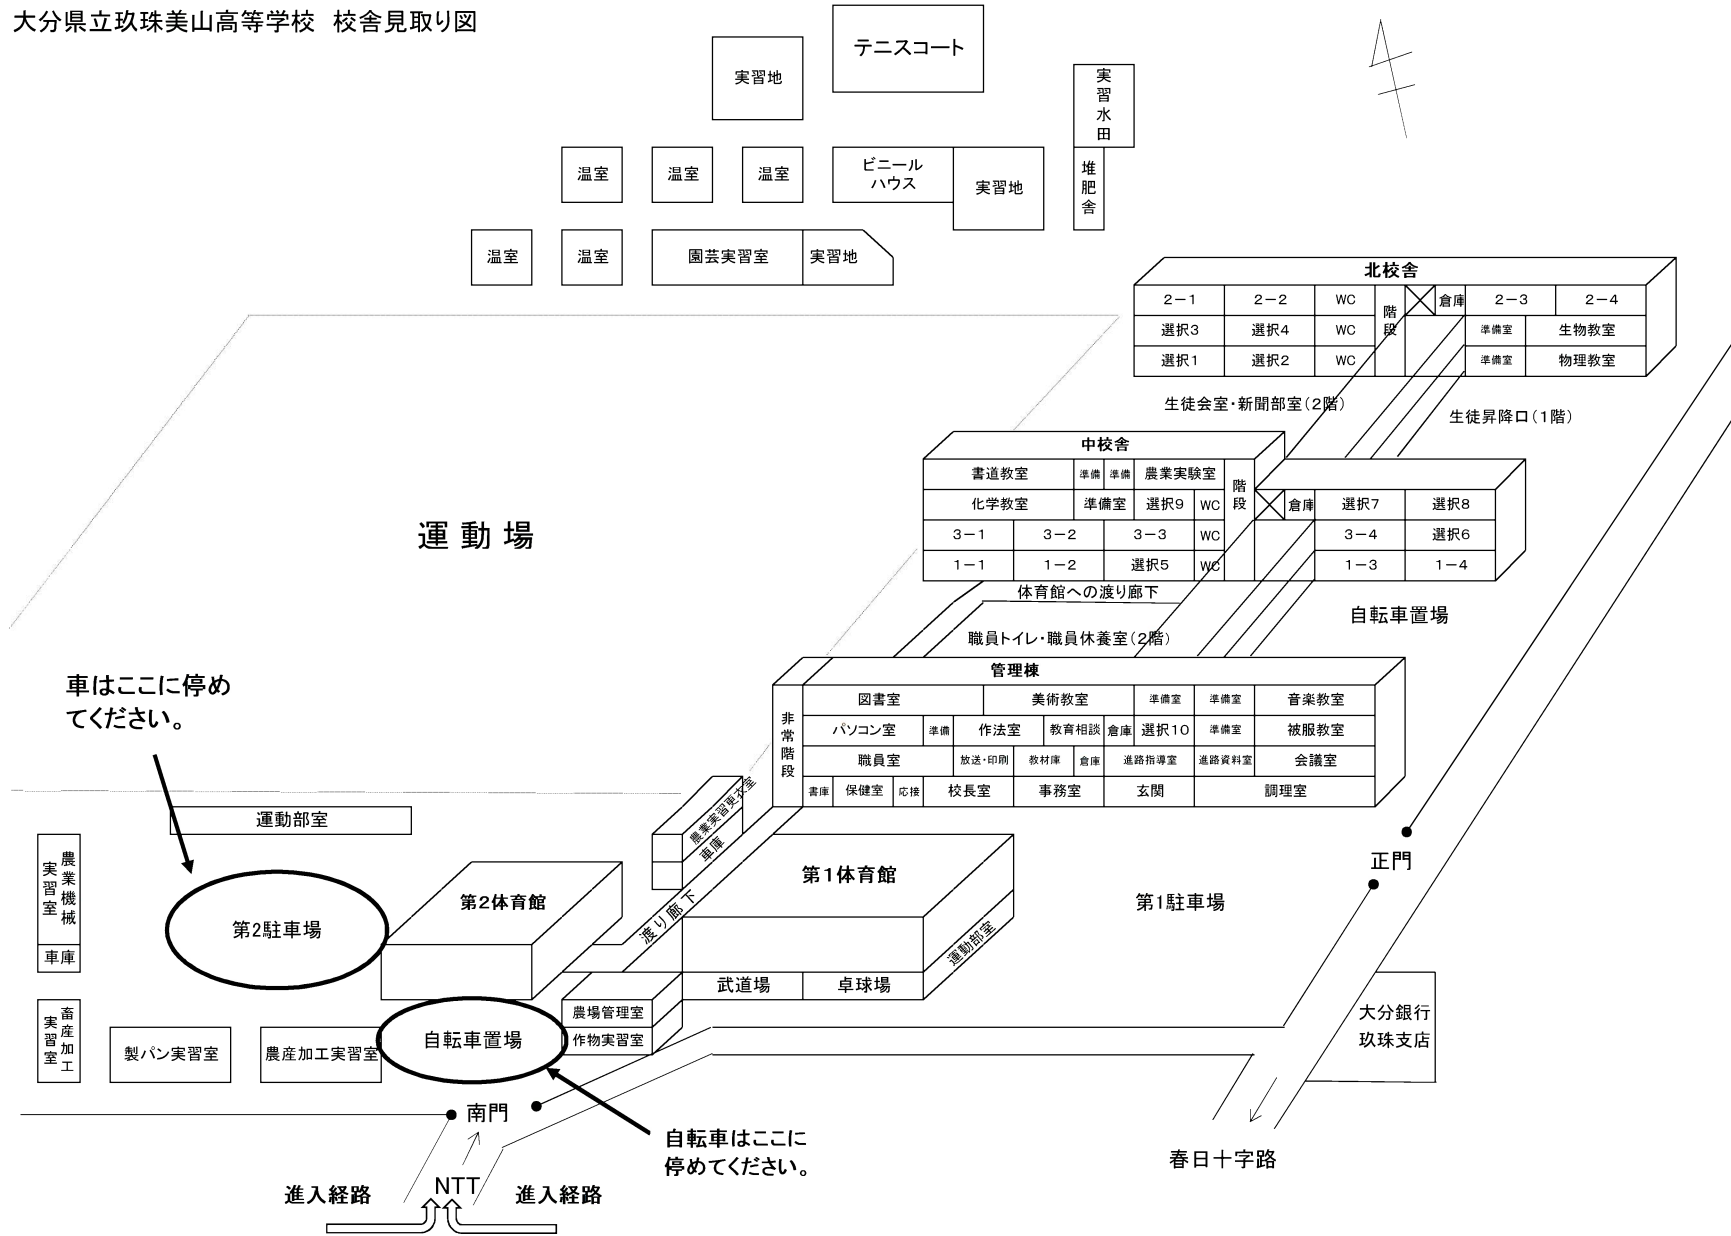 大分県立玖珠美山高等学校 校舎見取り図
テニスコート
実習地
実習水田
温室
温室
温室
ビニール
ハウス
実習地
堆肥舎
温室
温室
園芸実習室
実習地
北校舎
2－1
2－2
WC
階段
倉庫
2－3
2－4
選択3
選択4
WC
準備室
生物教室
選択1
選択2
WC
準備室
物理教室
生徒会室・新聞部室（2階）
生徒昇降口（1階）
中校舎
書道教室
準備
準備
農業実験室
階段
化学教室
準備室
選択9
WC
倉庫
選択7
選択8
3－1
3－2
3－3
WC
3－4
選択6
1－1
1－2
選択5
WC
1－3
1－4
運動場
体育館への渡り廊下
自転車置場
職員トイレ・職員休養室（2階）
管理棟
非常階段
図書室
美術教室
準備室
準備室
音楽教室
パソコン室
準備
作法室
教育相談
倉庫
選択10
準備室
被服教室
職員室
放送・印刷
教材庫
倉庫
進路指導室
進路資料室
会議室
書庫
保健室
応接
校長室
事務室
玄関
調理室
車はここに停め
てください。
運動部室
農業実習更衣室
車庫
農業機械
実習室
車庫
第2駐車場
第2体育館
渡り廊下
第1体育館
運動部室
武道場
卓球場
第1駐車場
正門
畜産加工
実習室
製パン実習室
農産加工実習室
自転車置場
農場管理室
作物実習室
大分銀行
玖珠支店
南門
自転車はここに
停めてください。
春日十字路
NTT
進入経路
進入経路